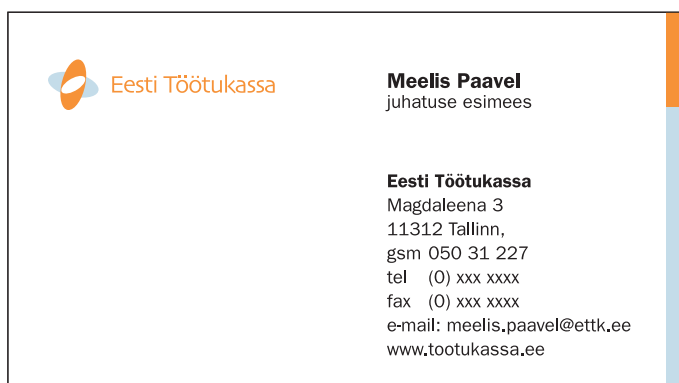 Eesti Töötukassa
Meelis Paavel
juhatuse esimees
Eesti Töötukassa
Magdaleena 3
11312 Tallinn,
gsm 050 31 227
tel (0) xxx xxxx
fax (0) xxx xxxx
e-mail: meelis.paavel@ettk.ee
www.tootukassa.ee